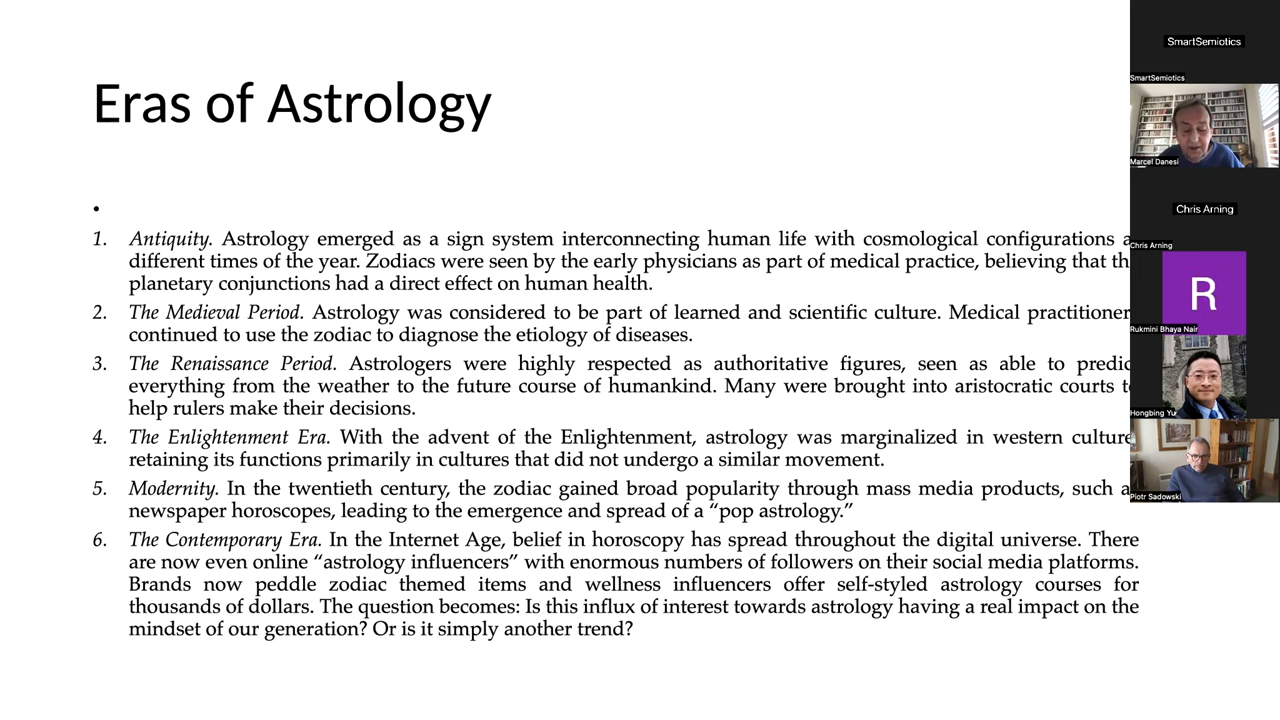 Eras of Astrology
•
1. Antiquity. Astrology emerged as a sign system interconnecting human life with cosmological configurations a
different times of the year. Zodiacs were seen by the early physicians as part of medical practice, believing that th
planetary conjunctions had a direct effect on human health.
2. The Medieval Period. Astrology was considered to be part of learned and scientific culture. Medical practitioner
continued to use the zodiac to diagnose the etiology of diseases.
3. The Renaissance Period. Astrologers were highly respected as authoritative figures, seen as able to predic
everything from the weather to the future course of humankind. Many were brought into aristocratic courts t
help rulers make their decisions.
4. The Enlightenment Era. With the advent of the Enlightenment, astrology was marginalized in western culture
retaining its functions primarily in cultures that did not undergo a similar movement.
5. Modernity. In the twentieth century, the zodiac gained broad popularity through mass media products, such a
newspaper horoscopes, leading to the emergence and spread of a “pop astrology.”
6. The Contemporary Era. In the Internet Age, belief in horoscopy has spread throughout the digital universe. There
are now even online “astrology influencers” with enormous numbers of followers on their social media platforms.
Brands now peddle zodiac themed items and wellness influencers offer self-styled astrology courses for
thousands of dollars. The question becomes: Is this influx of interest towards astrology having a real impact on the
mindset of our generation? Or is it simply another trend?
SmartSemiotics
SmartSemiotics
Marcel Danesi
Chris Arning
Chris Arning
R
Rukmini Bhaya Nair
Hongbing Yu
Piotr Sadowski